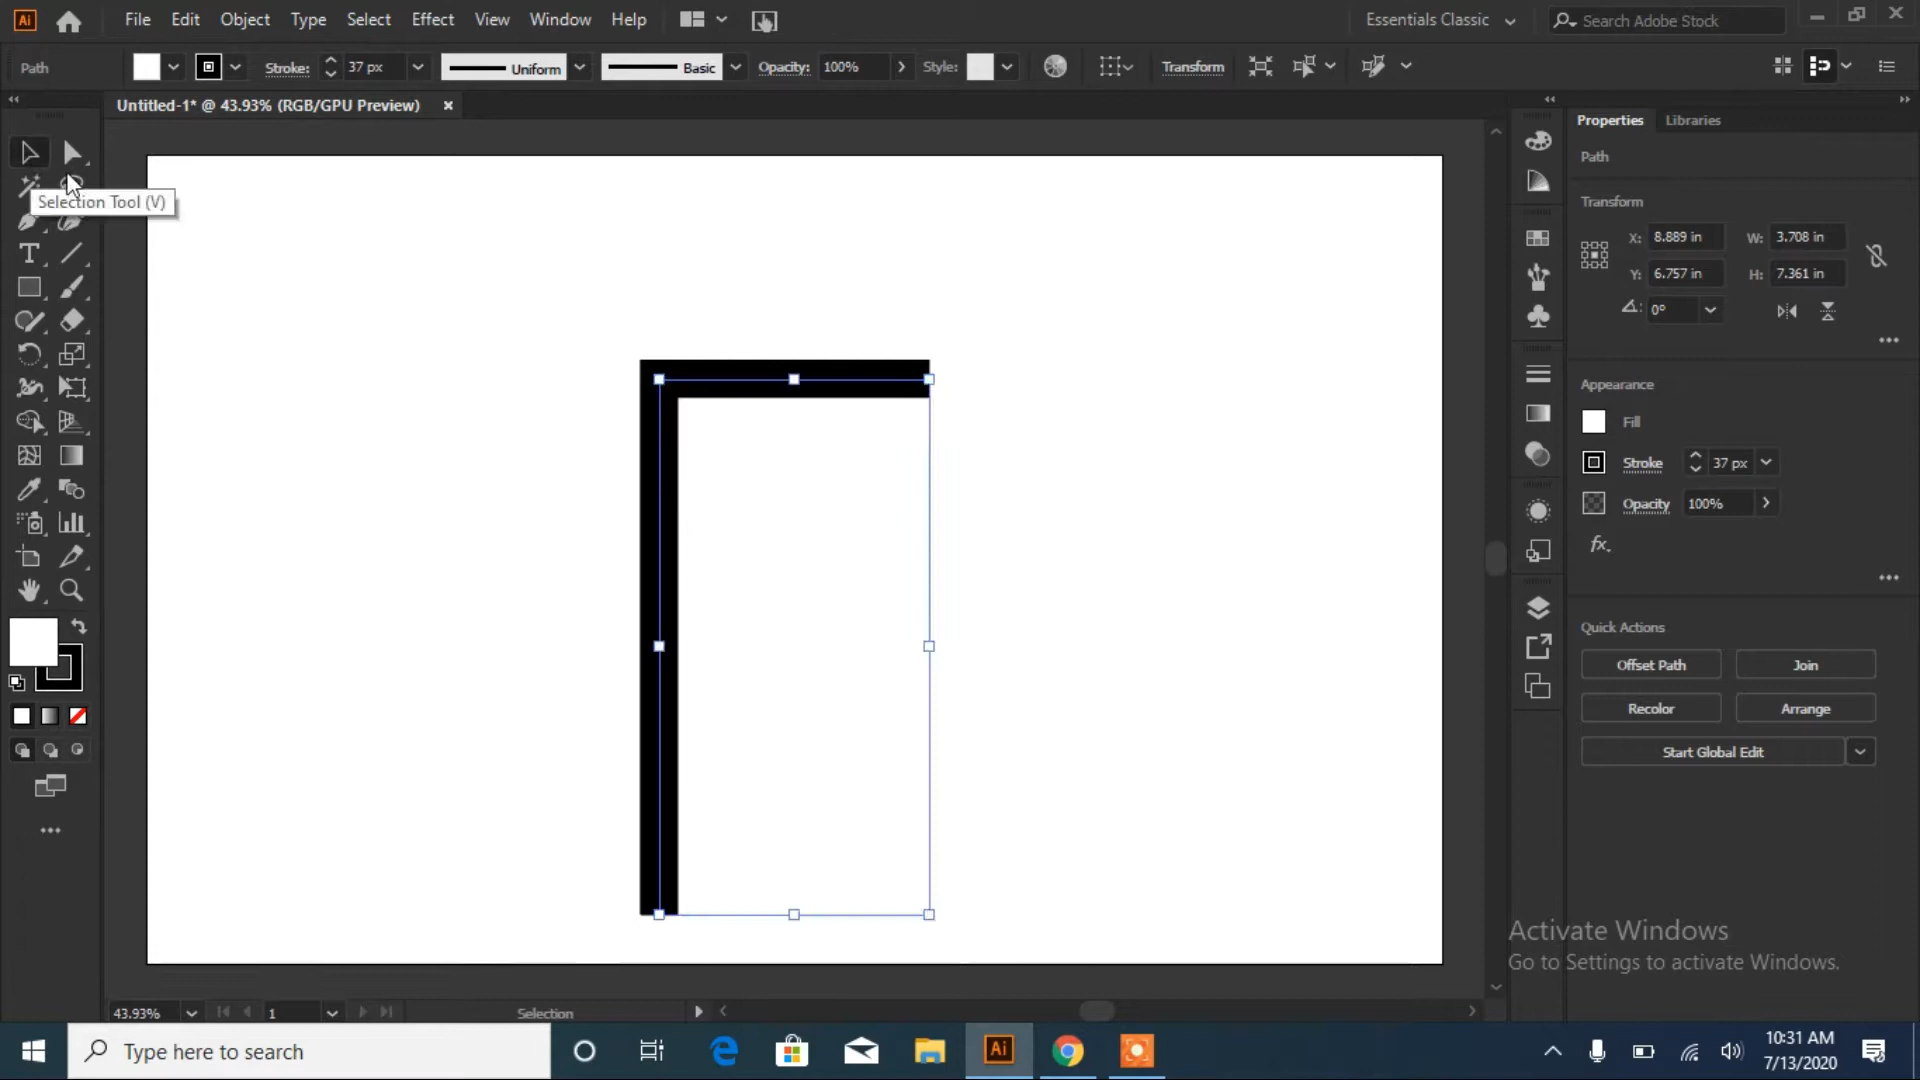 Ai File Edit Object Type Select Effect View Window Help Essentials Classic Search Adobe Stock
Path Stroke: 37 px Uniform Basic Opacity: 100% Style: Transform
Untitled-1* @ 43.93% (RGB/GPU Preview)
Properties Libraries
Path
Selection Tool (V)
Transform
X: 8.889 in W: 3.708 in
Y: 6.757 in H: 7.361 in
0°
Appearance
Fill
Stroke 37 px
Opacity 100%
fx.
Quick Actions
Offset Path Join
Recolor Arrange
Start Global Edit
Activate Windows
Go to Settings to activate Windows.
43.93% 1 Selection
Type here to search
Ai
10:31 AM
7/13/2020